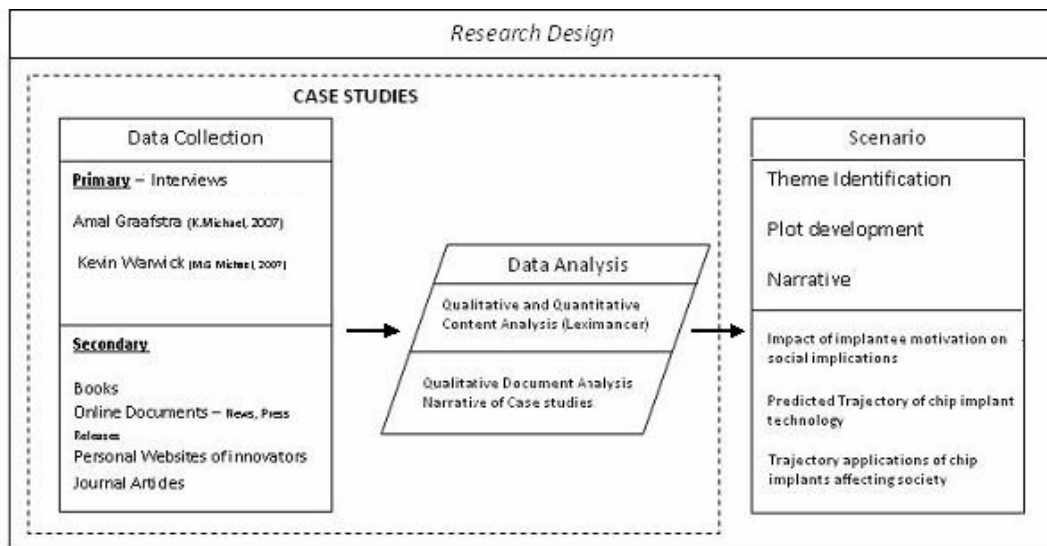 Research Design
CASE STUDIES
Data Collection
Primary – Interviews
Amal Graafstra (K.Michael, 2007)
Kevin Warwick (M.G. Michael, 2007)
Secondary
Books
Online Documents – News, Press
Releases
Personal Websites of innovators
Journal Articles
Data Analysis
Qualitative and Quantitative
Content Analysis (Leximancer)
Qualitative Document Analysis
Narrative of Case studies
Scenario
Theme Identification
Plot development
Narrative
Impact of implantee motivation on
social implications
Predicted Trajectory of chip implant
technology
Trajectory applications of chip
implants affecting society